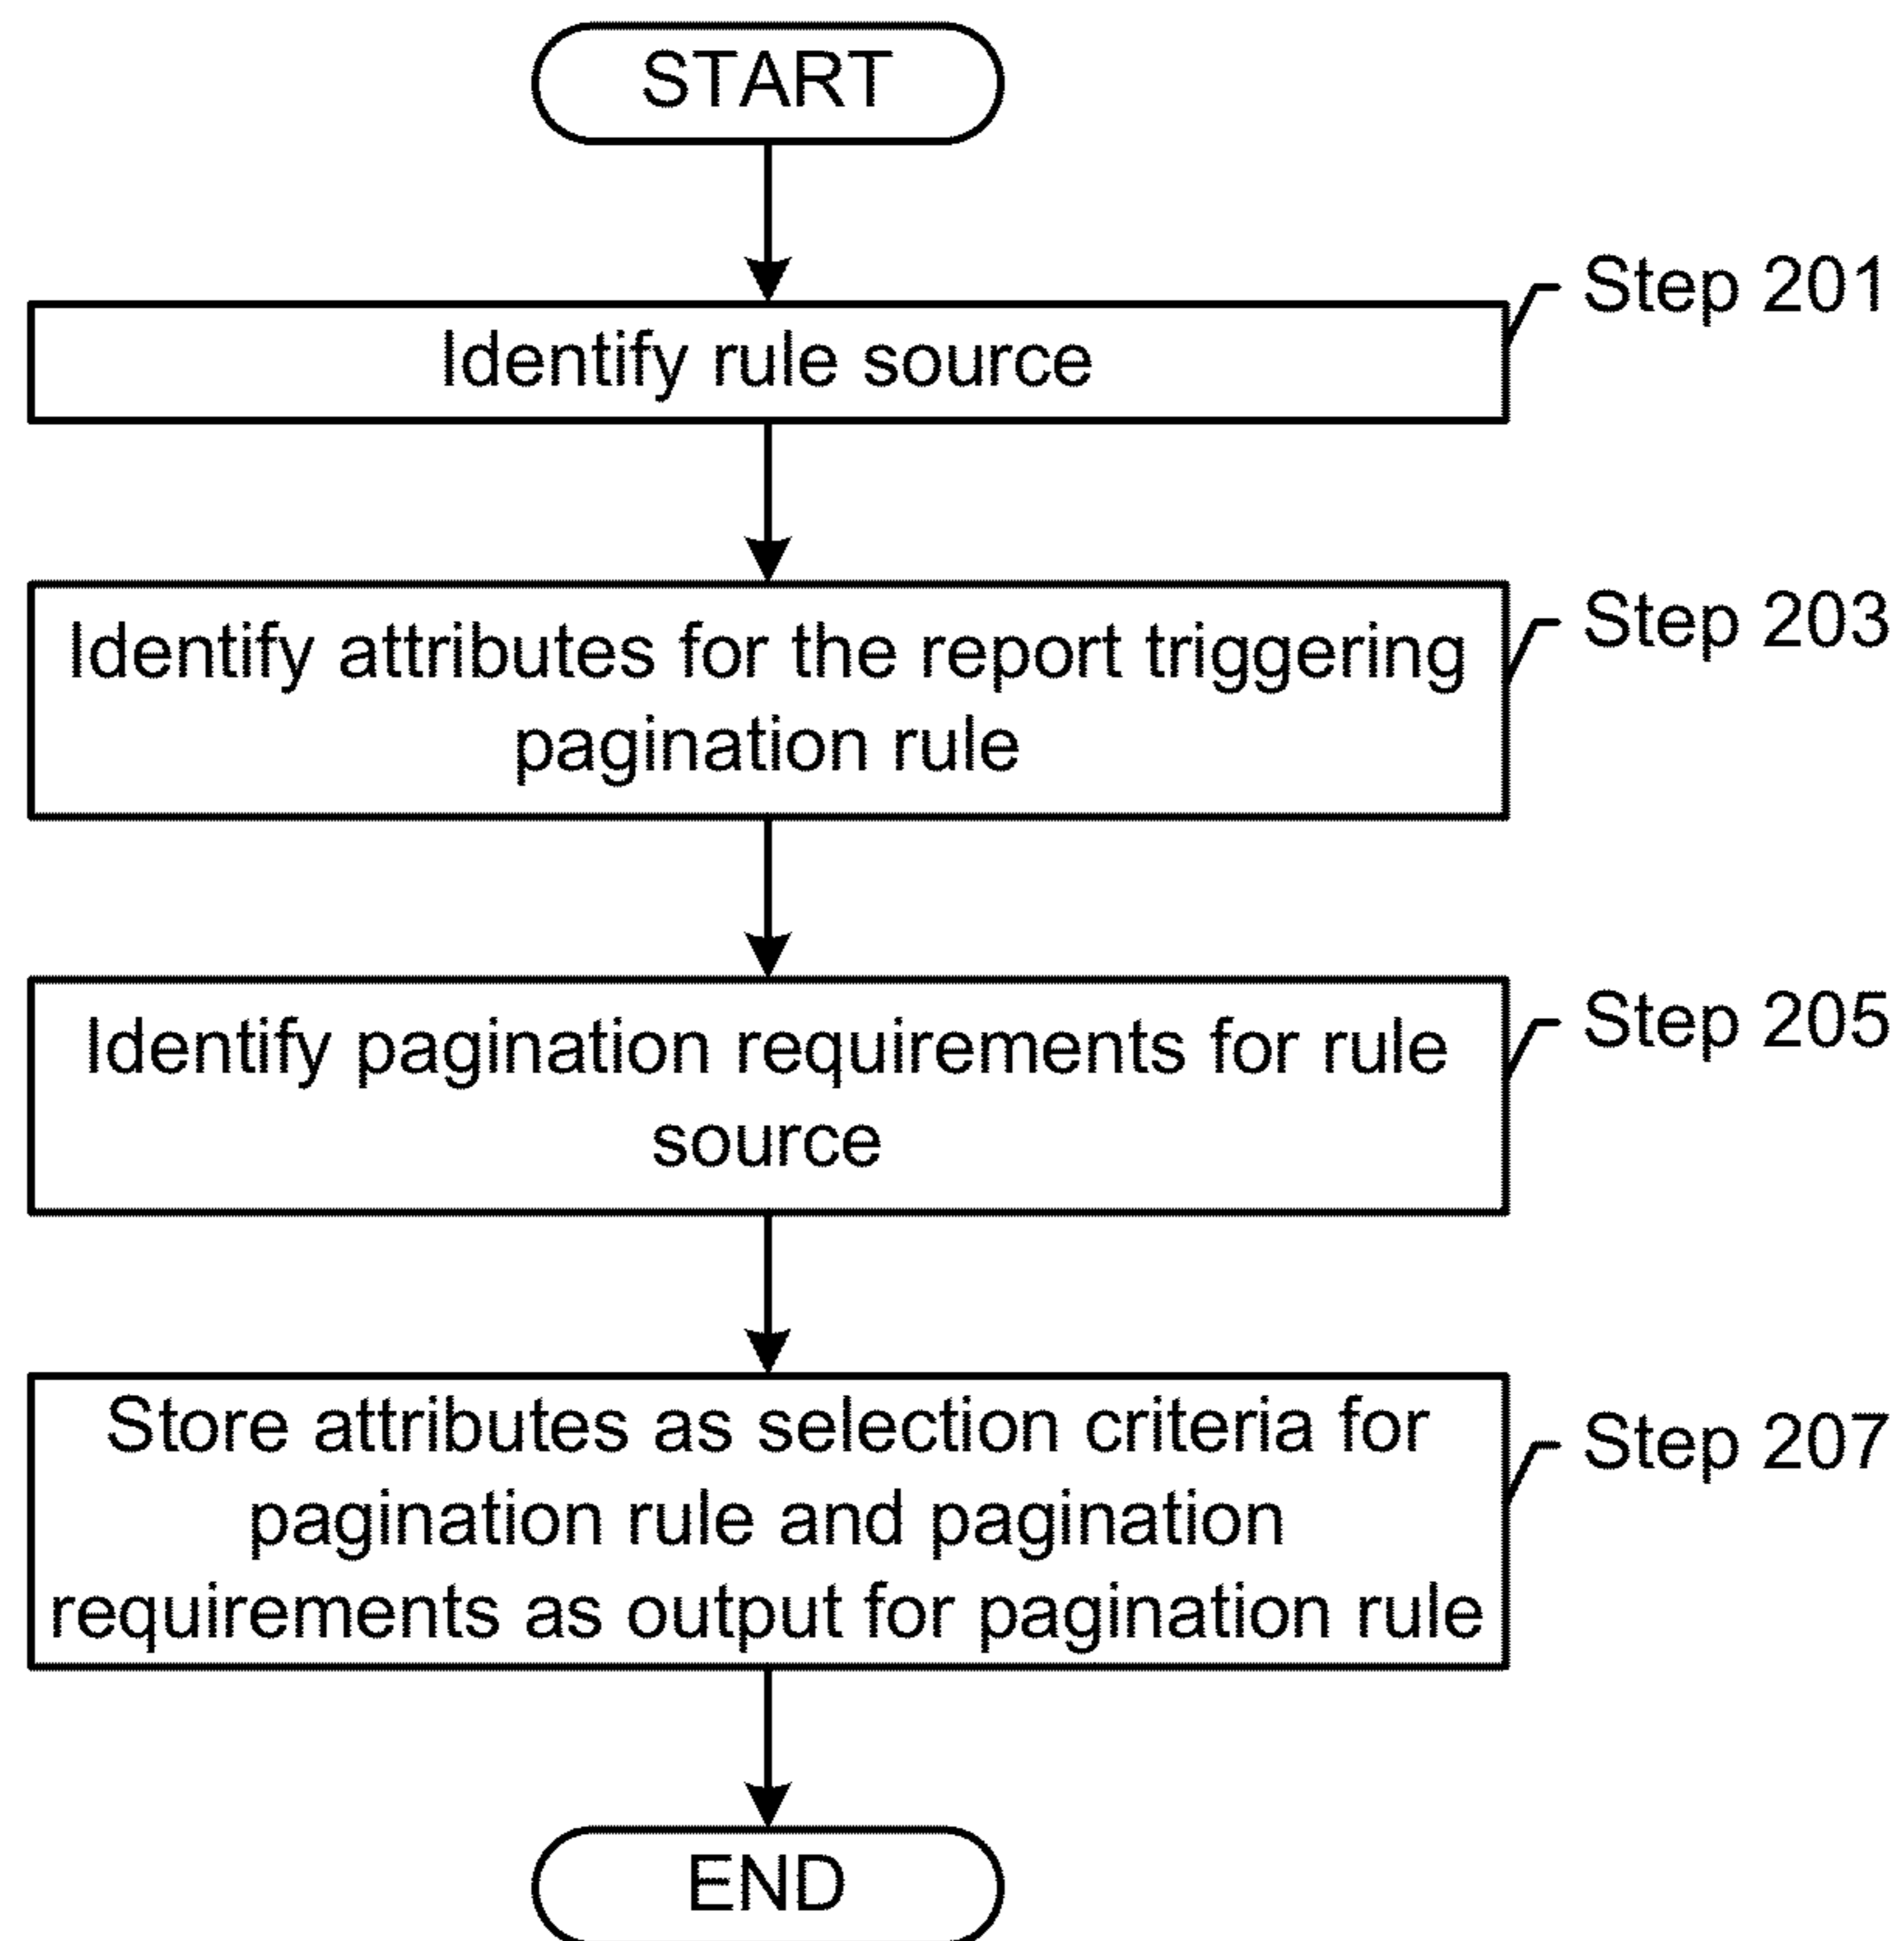 START
Step 201
Identify rule source
Step 203
Identify attributes for the report triggering
pagination rule
Step 205
Identify pagination requirements for rule
source
Step 207
Store attributes as selection criteria for
pagination rule and pagination
requirements as output for pagination rule
END